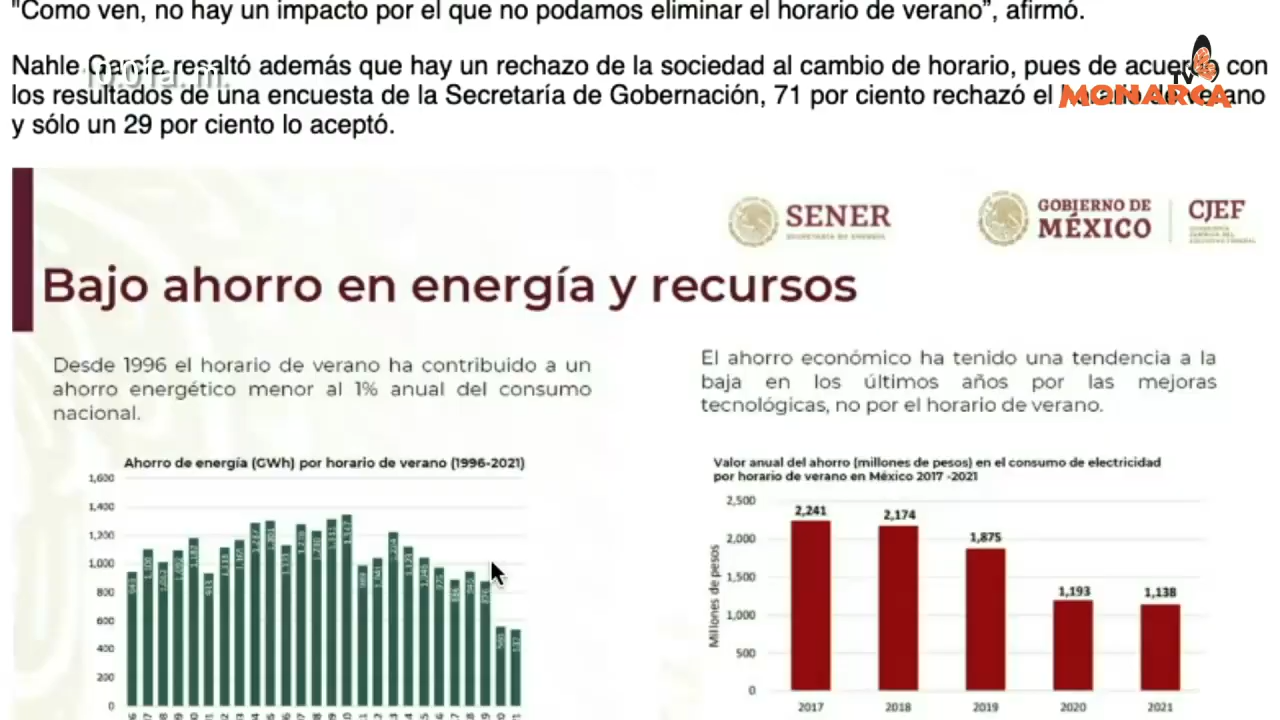 "Como ven, no hay un impacto por el que no podamos eliminar el horario de verano”, afirmó.
Nahle García resaltó además que hay un rechazo de la sociedad al cambio de horario, pues de acuerdo con
los resultados de una encuesta de la Secretaría de Gobernación, 71 por ciento rechazó el horario de verano
y sólo un 29 por ciento lo aceptó.
TV
MONARCA
SENER
SECRETARÍA DE ENERGÍA
GOBIERNO DE
MÉXICO
CJEF
Bajo ahorro en energía y recursos
Desde 1996 el horario de verano ha contribuido a un
ahorro energético menor al 1% anual del consumo
nacional.
El ahorro económico ha tenido una tendencia a la
baja en los últimos años por las mejoras
tecnológicas, no por el horario de verano.
Ahorro de energía (GWh) por horario de verano (1996-2021)
1,600
1,400
1,200
1,000
800
600
400
200
0
Valor anual del ahorro (millones de pesos) en el consumo de electricidad
por horario de verano en México 2017 -2021
Millones de pesos
2,500
2,000
1,500
1,000
500
0
2,241
2,174
1,875
1,193
1,138
2017
2018
2019
2020
2021